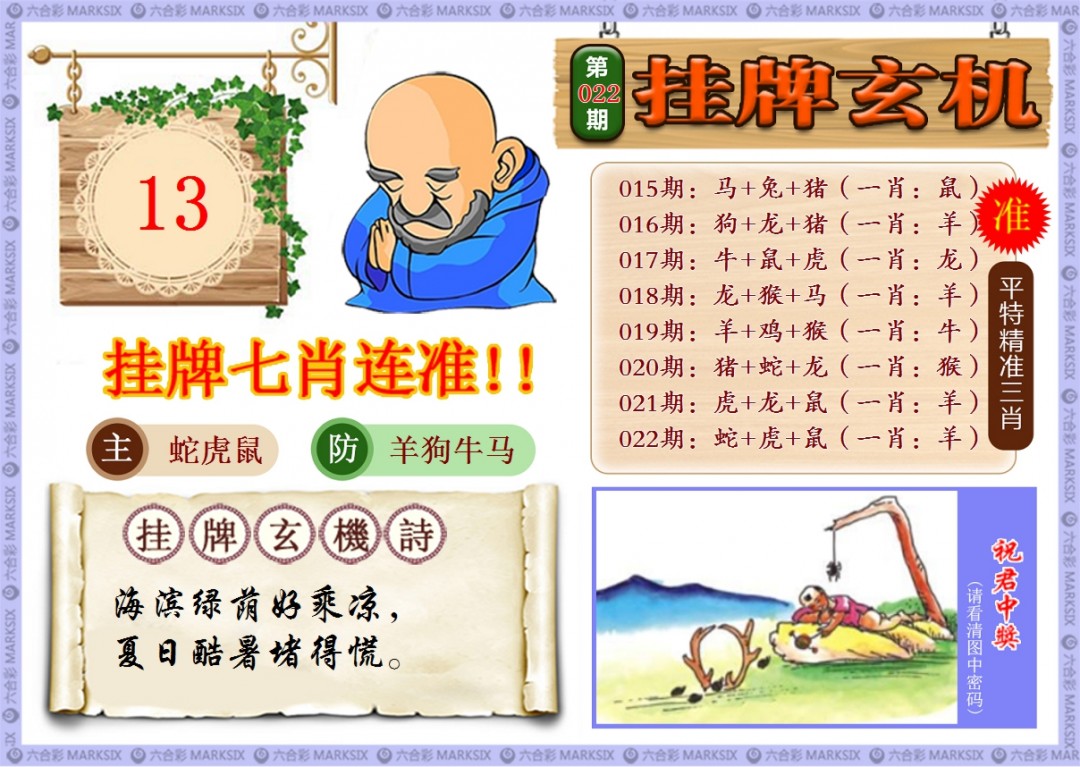 六合彩 MARKSIX
第
022
期
挂牌玄机
13
015期：马+兔+猪（一肖：鼠）
016期：狗+龙+猪（一肖：羊）
017期：牛+鼠+虎（一肖：龙）
018期：龙+猴+马（一肖：羊）
019期：羊+鸡+猴（一肖：牛）
020期：猪+蛇+龙（一肖：猴）
021期：虎+龙+鼠（一肖：羊）
022期：蛇+虎+鼠（一肖：羊）
准
平特精准三肖
挂牌七肖连准!!
主 蛇虎鼠
防 羊狗牛马
挂牌玄機詩
海滨绿荫好乘凉，
夏日酷暑堵得慌。
祝君中奖
（请看清图中密码）